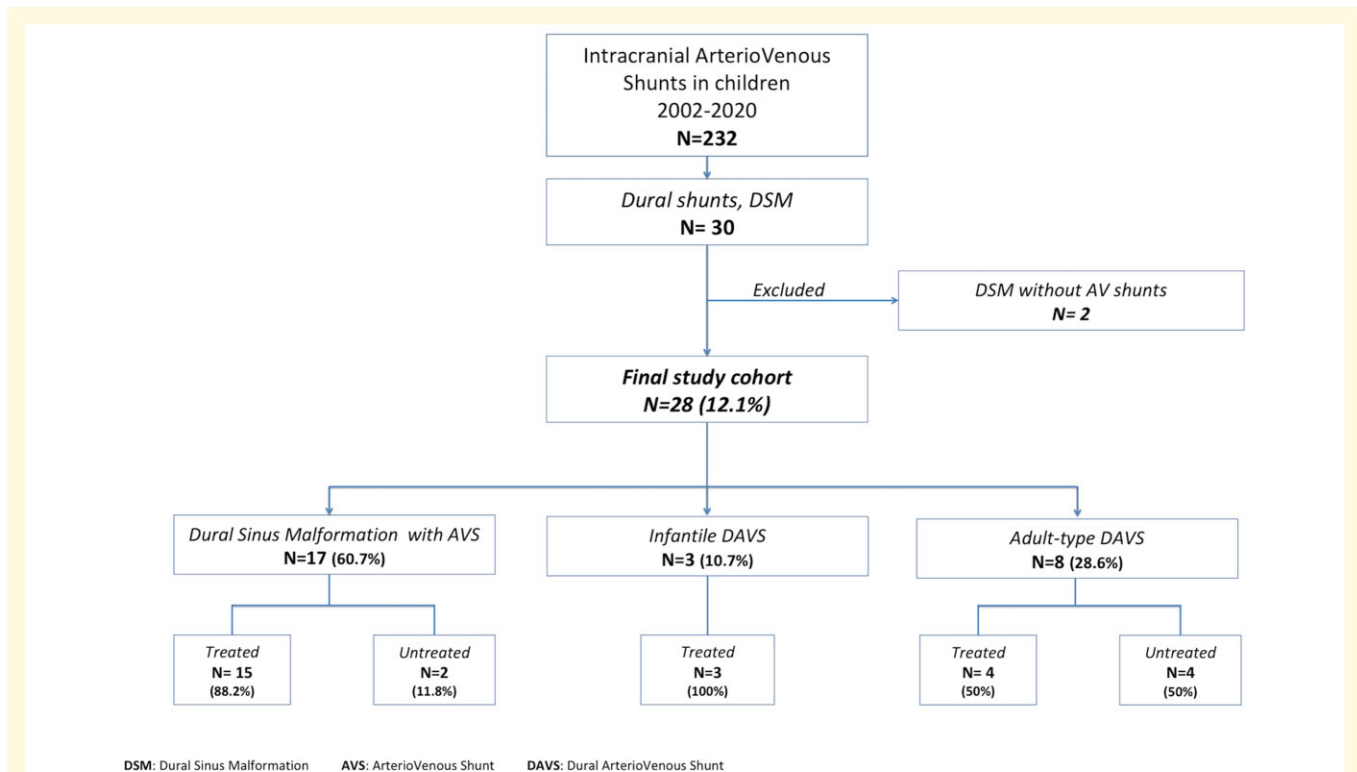 Intracranial ArterioVenous
Shunts in children
2002-2020
N=232
Dural shunts, DSM
N= 30
Excluded
DSM without AV shunts
N= 2
Final study cohort
N=28 (12.1%)
Dural Sinus Malformation with AVS
N=17 (60.7%)
Infantile DAVS
N=3 (10.7%)
Adult-type DAVS
N=8 (28.6%)
Treated
N= 15
(88.2%)
Untreated
N=2
(11.8%)
Treated
N=3
(100%)
Treated
N= 4
(50%)
Untreated
N=4
(50%)
DSM: Dural Sinus Malformation AVS: ArterioVenous Shunt DAVS: Dural ArterioVenous Shunt